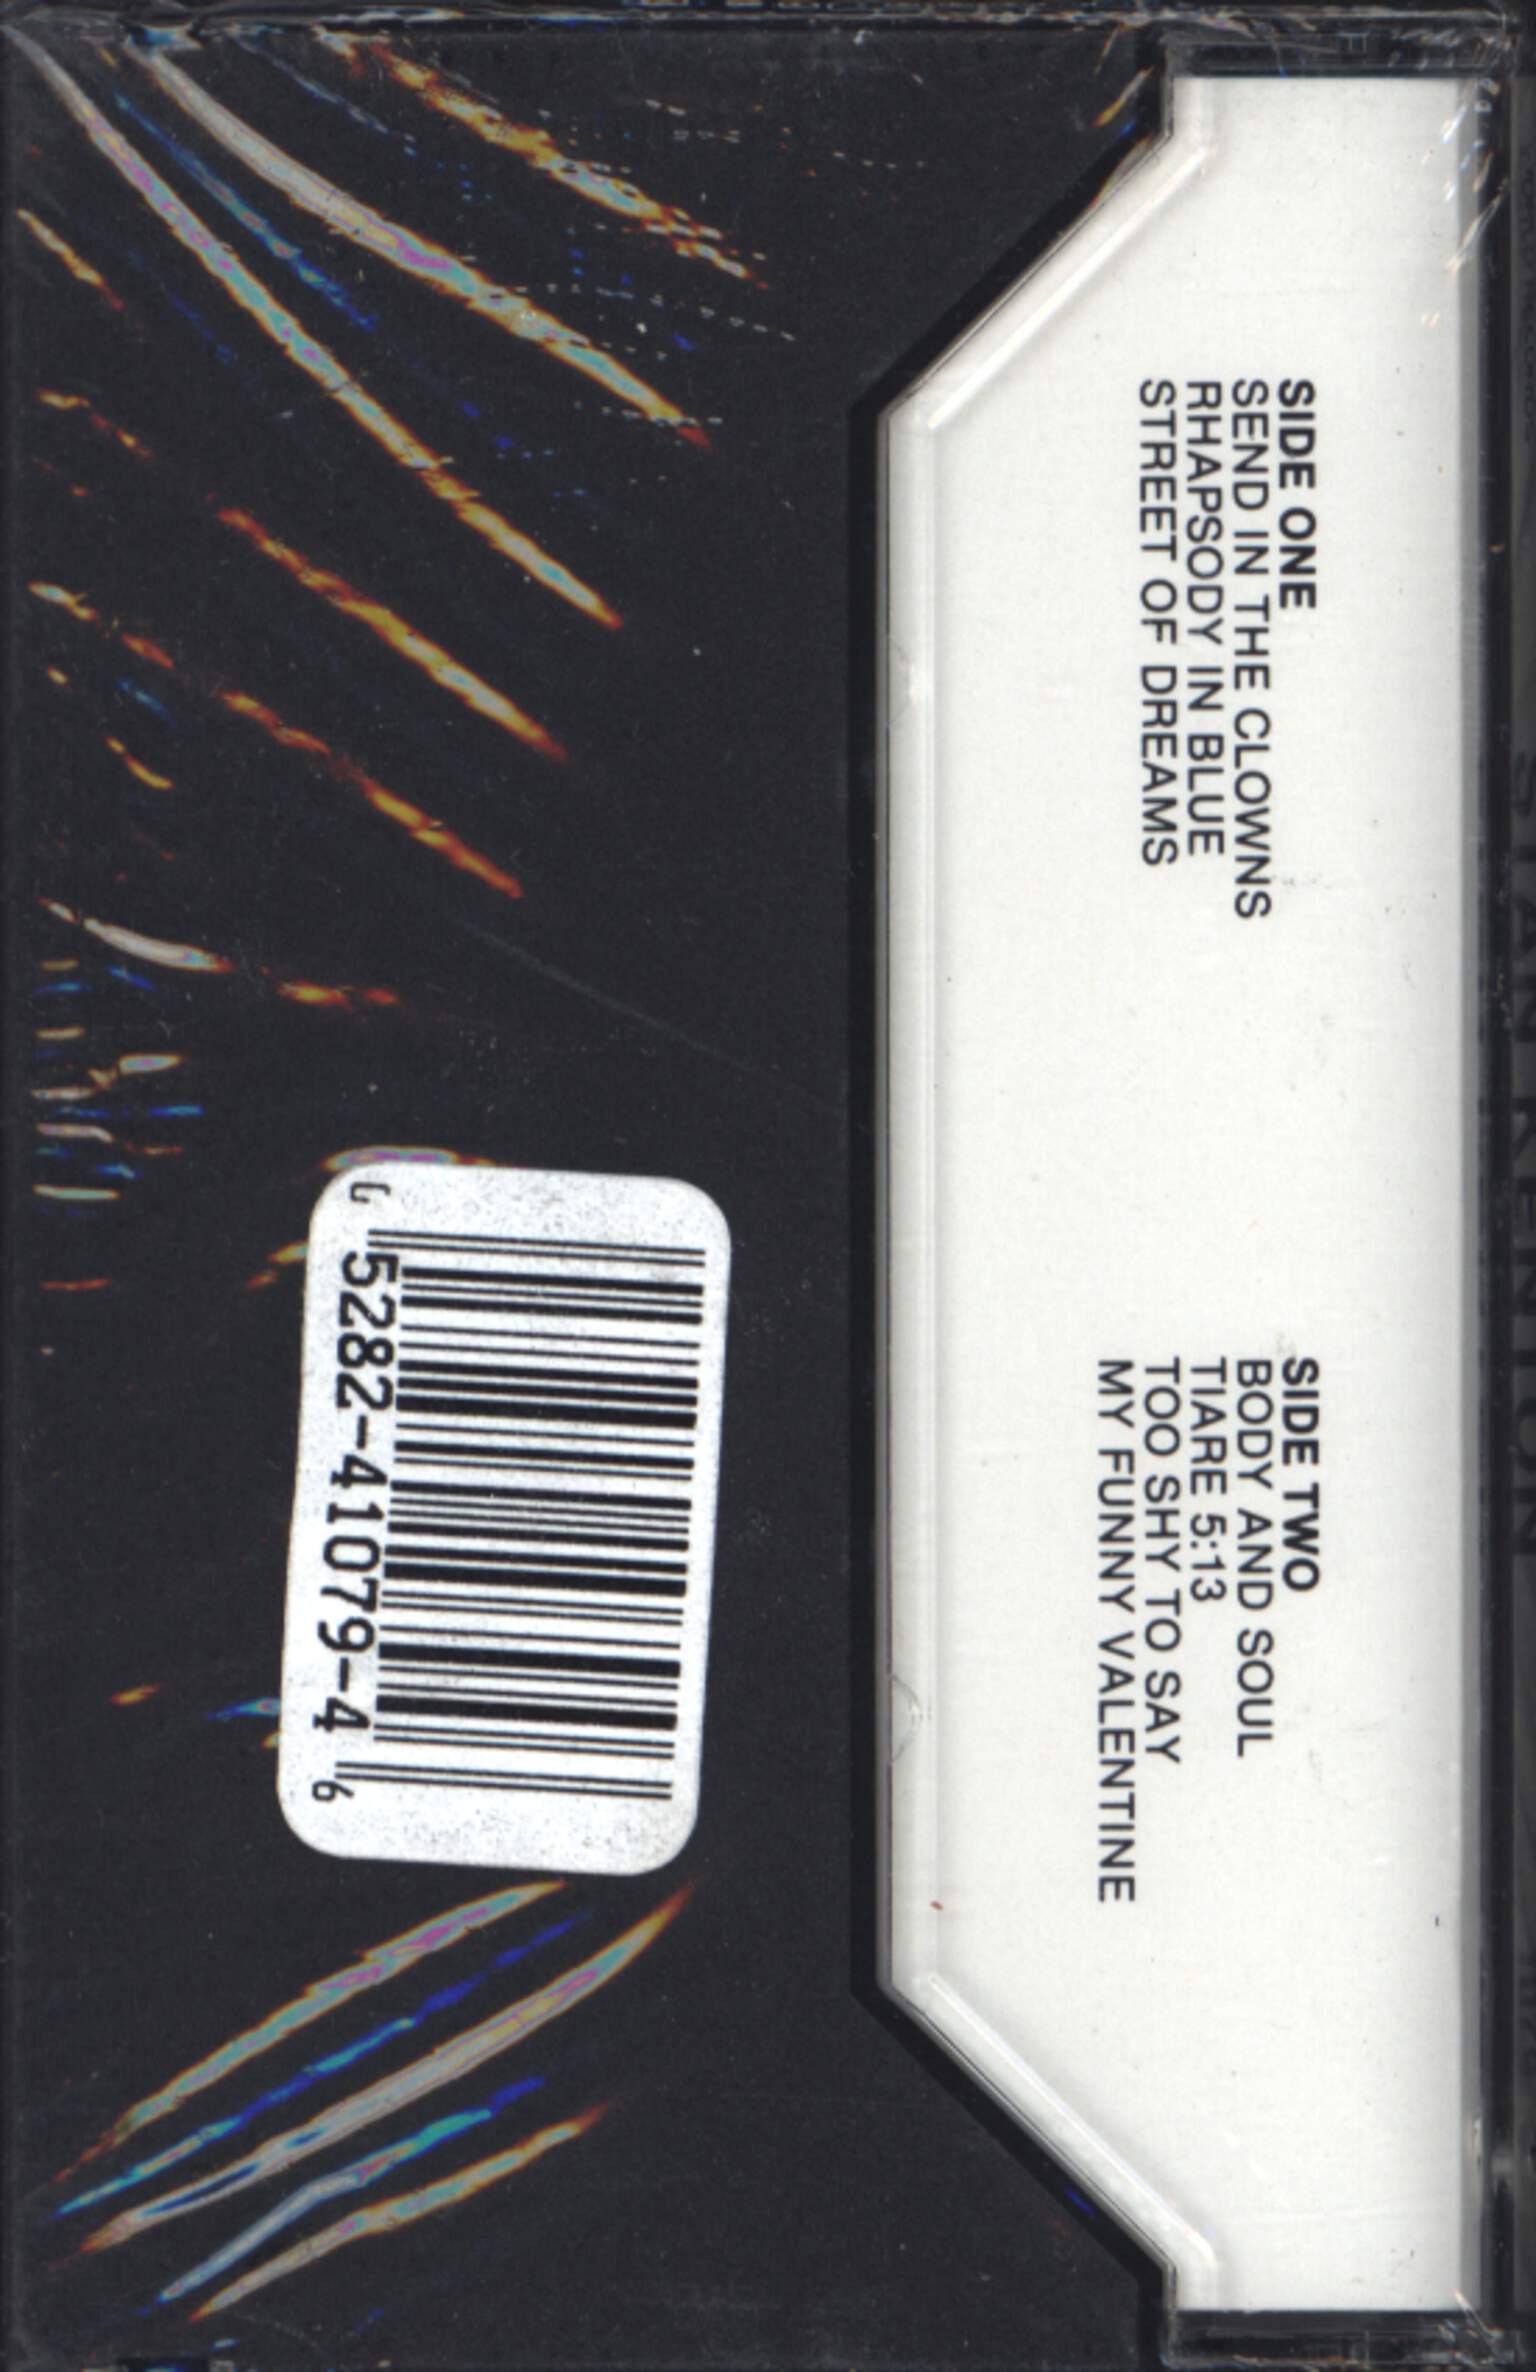 SIDE ONE
SEND IN THE CLOWNS
RHAPSODY IN BLUE
STREET OF DREAMS
SIDE TWO
BODY AND SOUL
TIARE 5:13
TOO SHY TO SAY
MY FUNNY VALENTINE
5282-41079-4 6